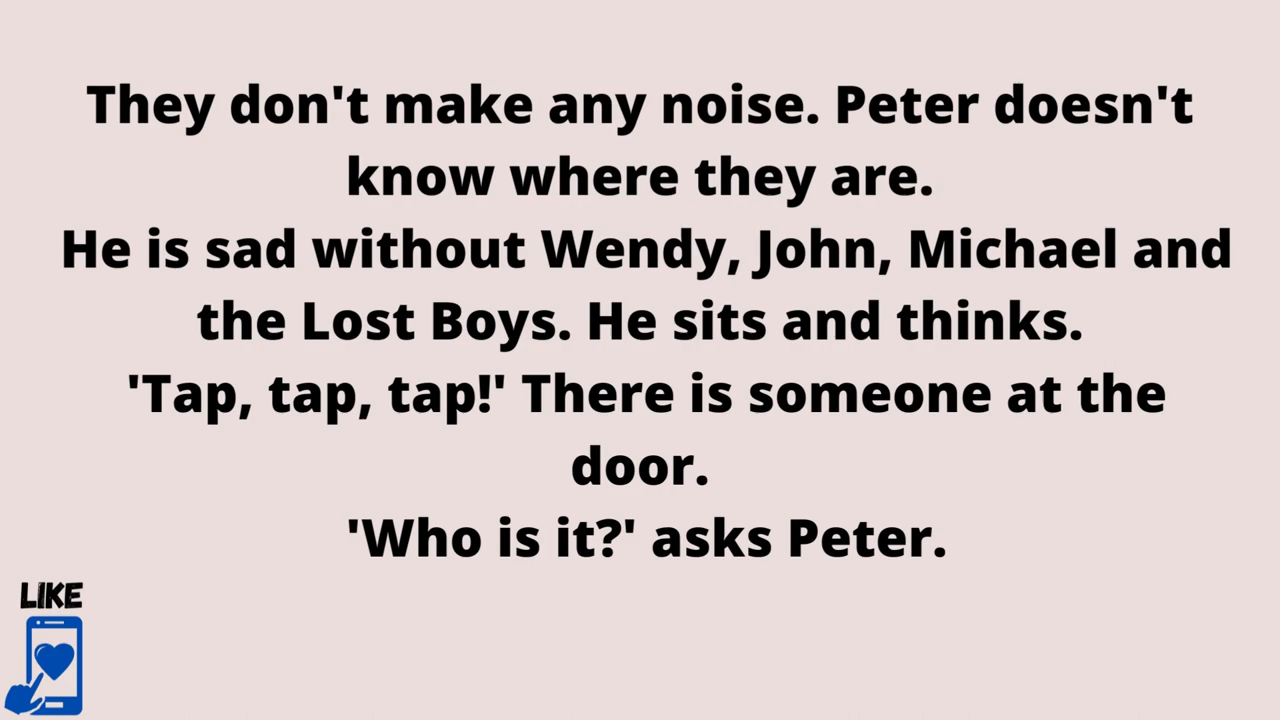 They don't make any noise. Peter doesn't
know where they are.
He is sad without Wendy, John, Michael and
the Lost Boys. He sits and thinks.
'Tap, tap, tap!' There is someone at the
door.
'Who is it?' asks Peter.
LIKE